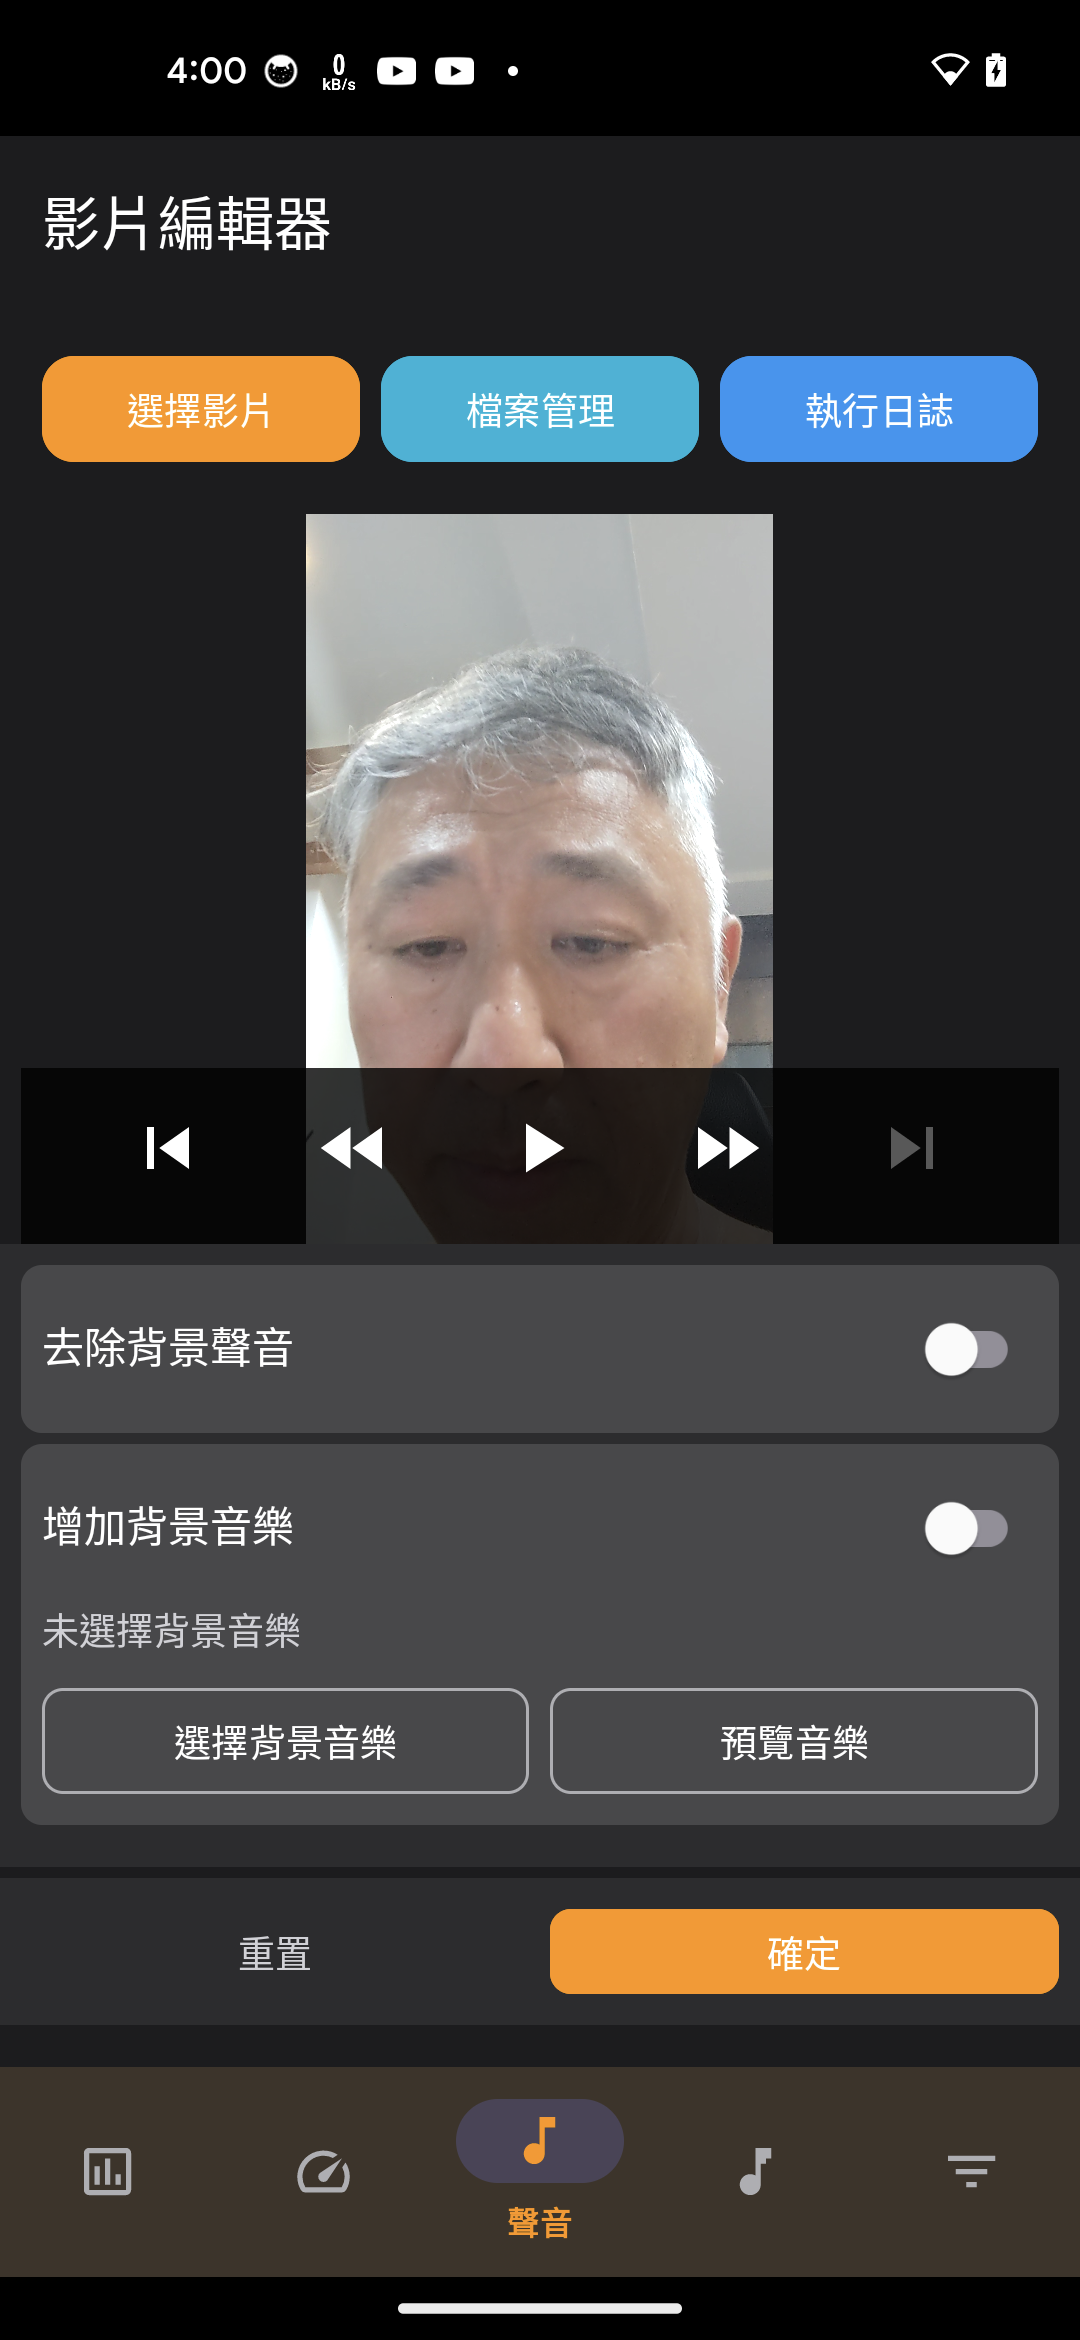 4:00
0
kB/s
影片編輯器
選擇影片
檔案管理
執行日誌
去除背景聲音
增加背景音樂
未選擇背景音樂
選擇背景音樂
預覽音樂
重置
確定
聲音